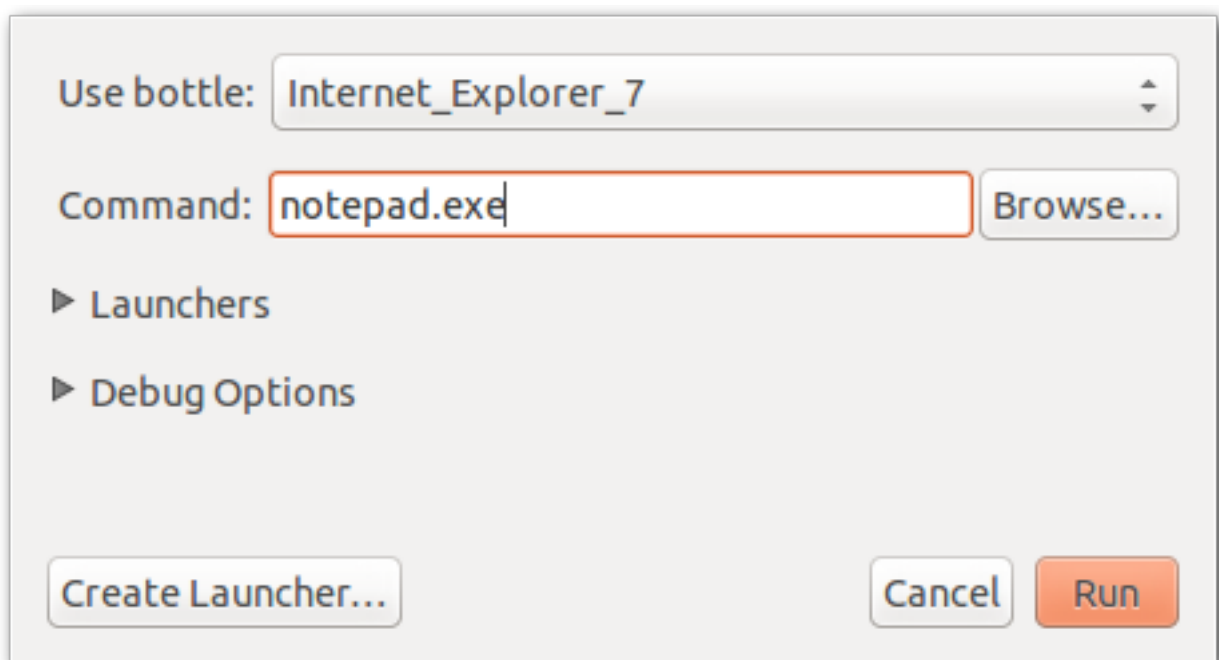 Use bottle: Internet_Explorer_7
Command: notepad.exe Browse...
Launchers
Debug Options
Create Launcher... Cancel Run